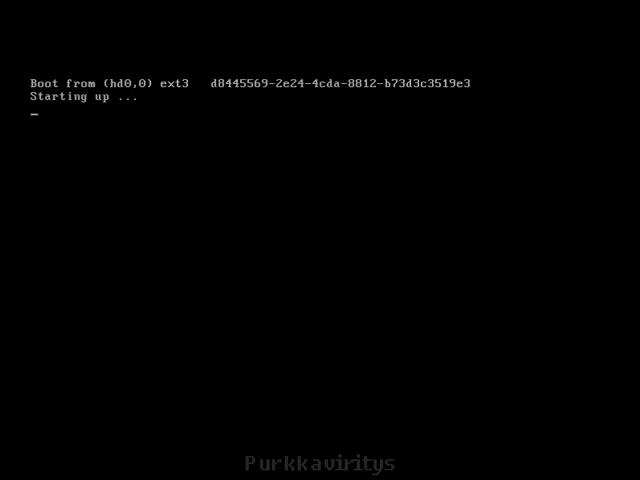 Boot from (hd0,0) ext3   d8445569-2e24-4cda-8812-b73d3c3519e3
Starting up ...
Purkkaviritys